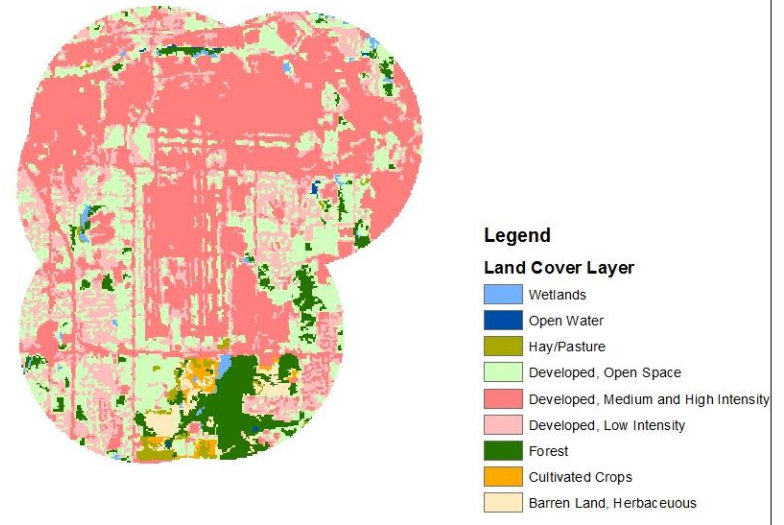 Legend
Land Cover Layer
Wetlands
Open Water
Hay/Pasture
Developed, Open Space
Developed, Medium and High Intensity
Developed, Low Intensity
Forest
Cultivated Crops
Barren Land, Herbaceuous